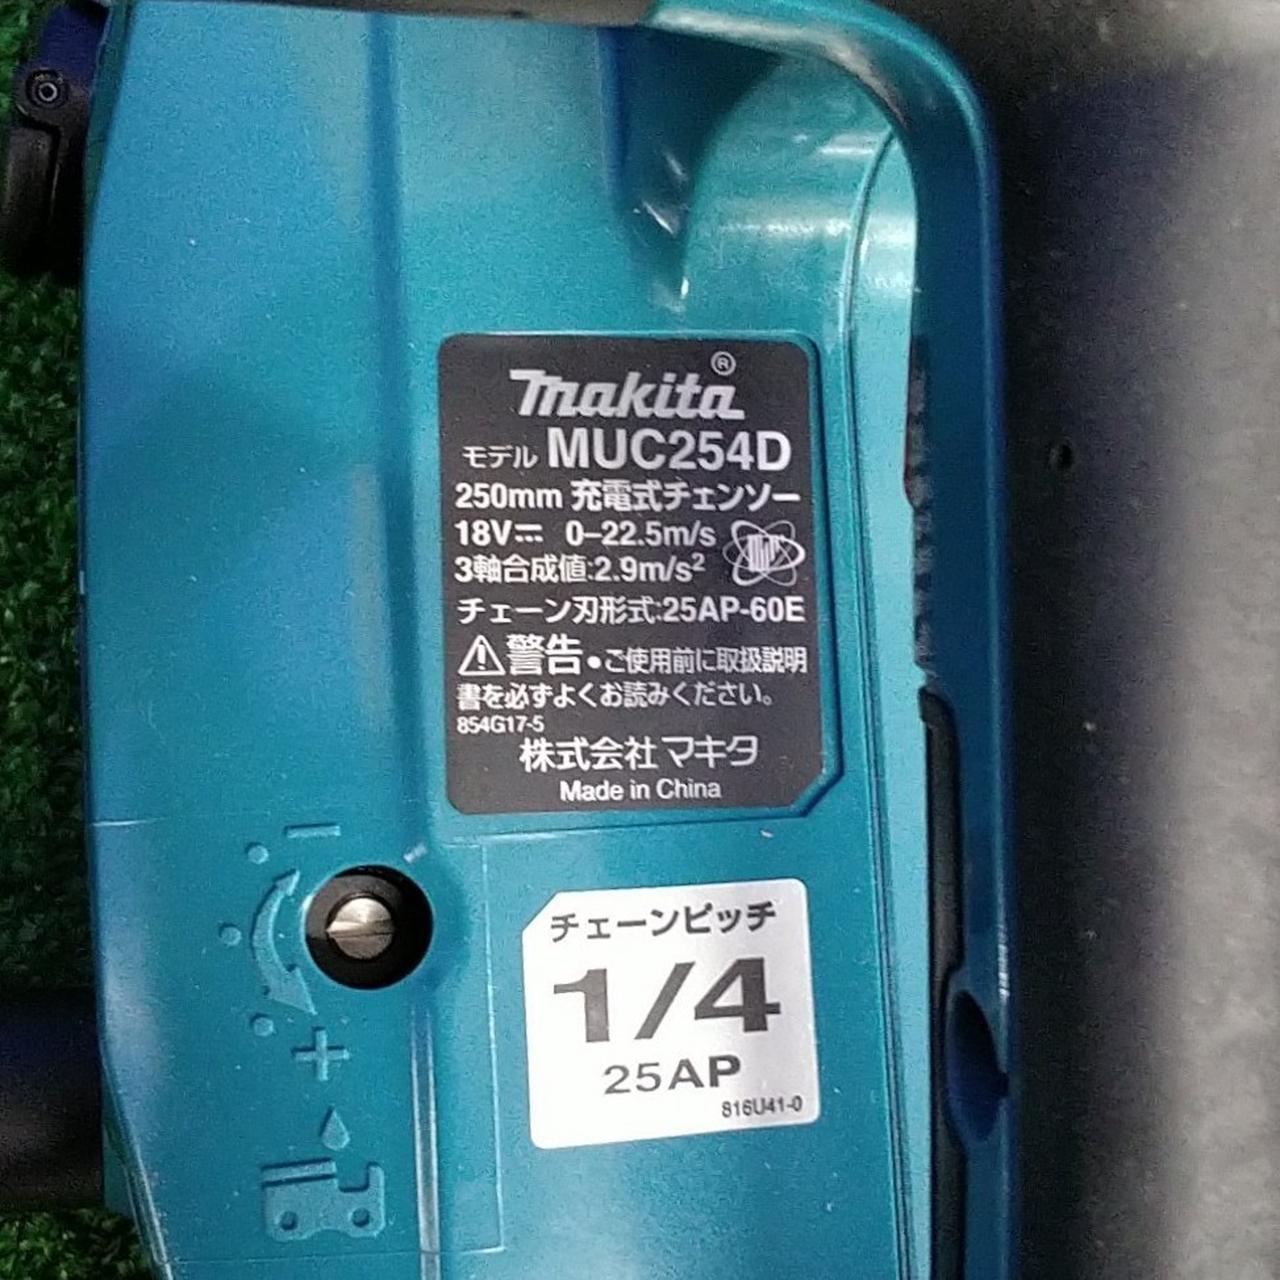 makita®
モデル MUC254D
250mm 充電式チェンソー
18V⎓ 0–22.5m/s
3軸合成値:2.9m/s²
チェーン刃形式:25AP-60E
⚠警告 ●ご使用前に取扱説明
書を必ずよくお読みください。
854G17-5
株式会社マキタ
Made in China
チェーンピッチ
1/4
25AP
816U41-0
−
+